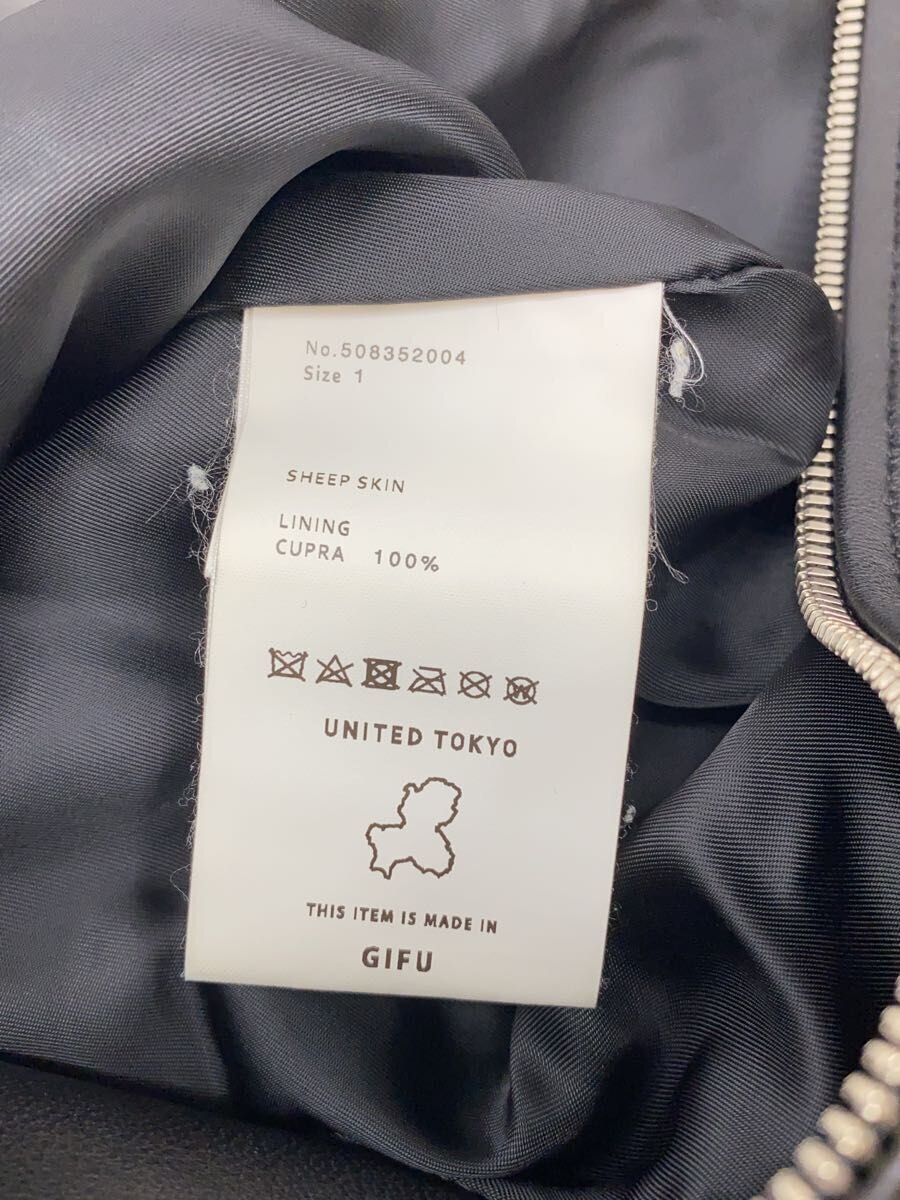 No.508352004
Size 1
SHEEP SKIN
LINING
CUPRA 100%
W
UNITED TOKYO
THIS ITEM IS MADE IN
GIFU